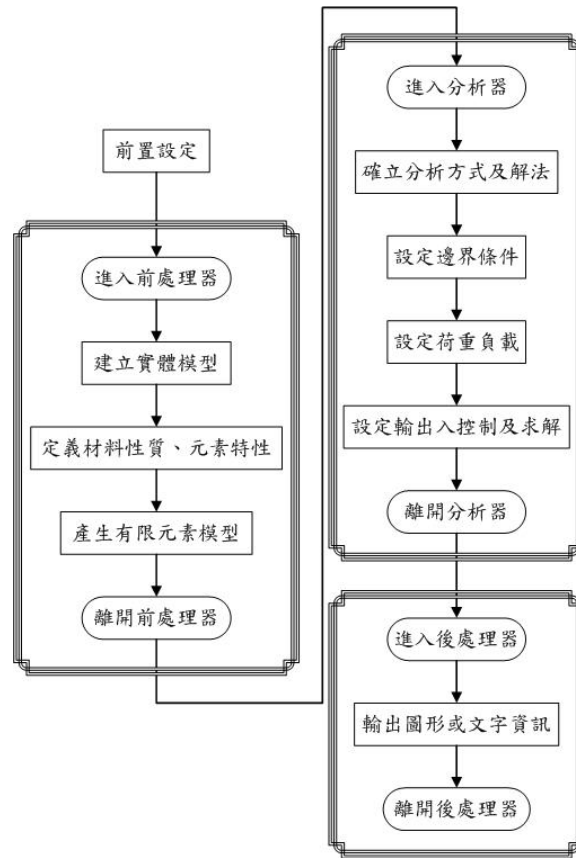 前置設定
進入前處理器
建立實體模型
定義材料性質、元素特性
產生有限元素模型
離開前處理器
進入分析器
確立分析方式及解法
設定邊界條件
設定荷重負載
設定輸出入控制及求解
離開分析器
進入後處理器
輸出圖形或文字資訊
離開後處理器